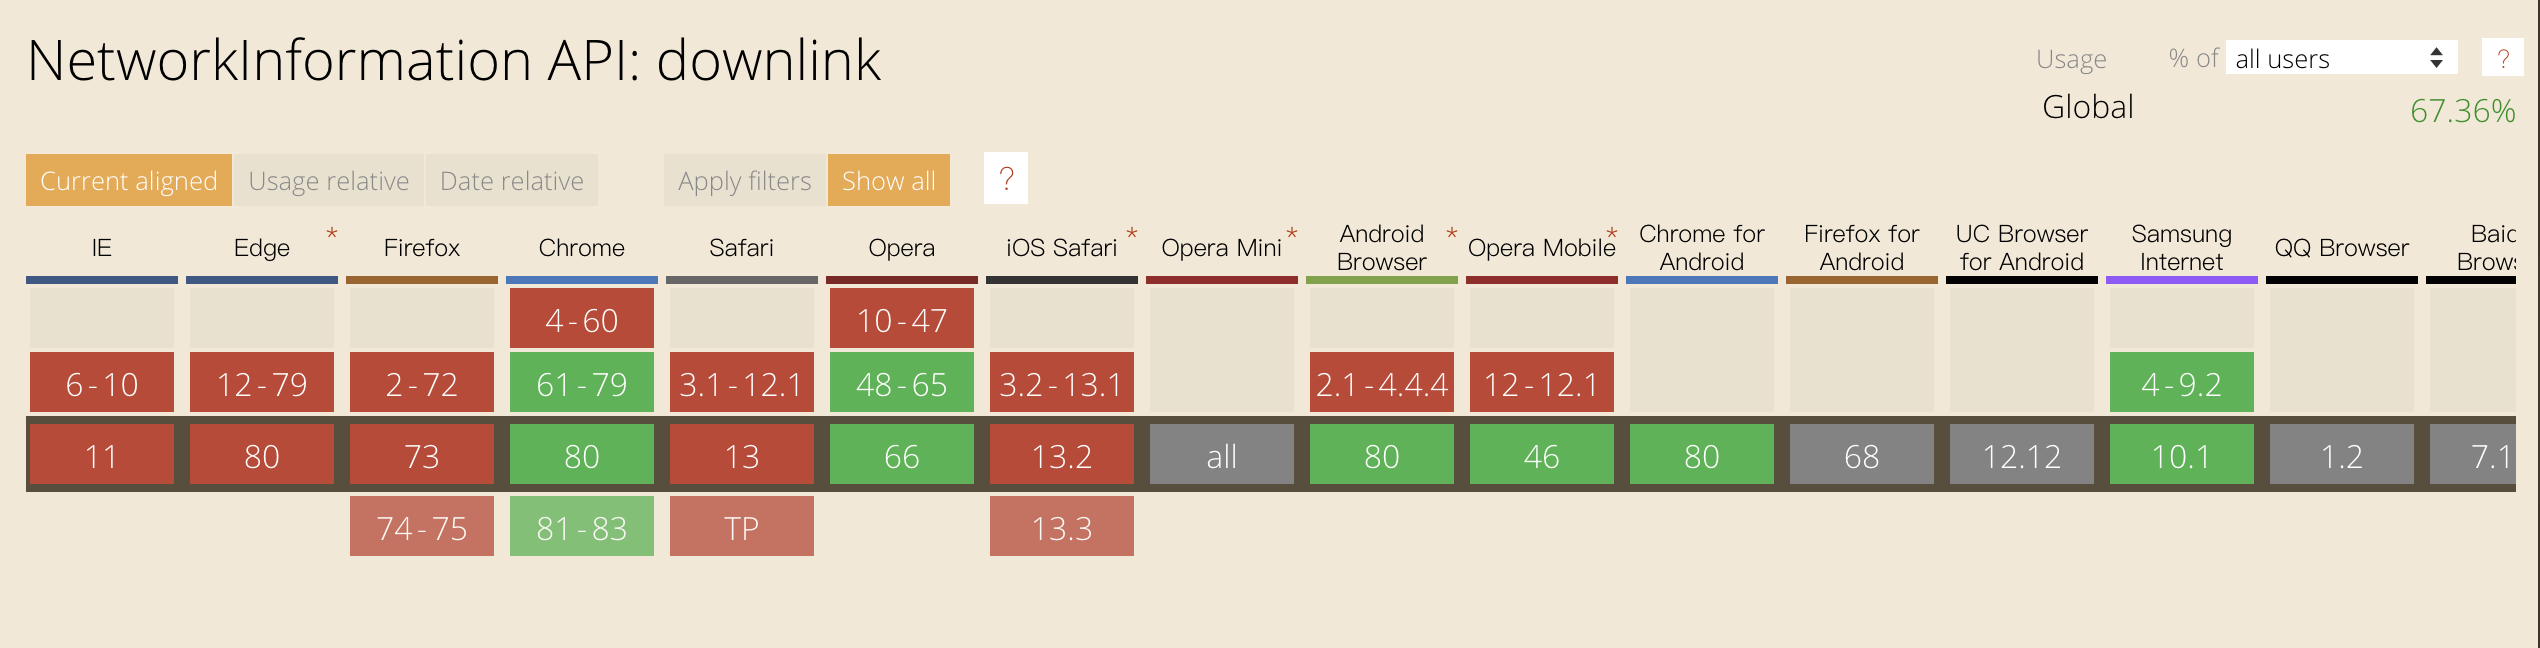 NetworkInformation API: downlink
Usage % of all users ?
Global 67.36%
Current aligned Usage relative Date relative Apply filters Show all ?
IE Edge * Firefox Chrome Safari Opera iOS Safari * Opera Mini * Android Browser * Opera Mobile * Chrome for Android Firefox for Android UC Browser for Android Samsung Internet QQ Browser
4-60 10-47
6-10 12-79 2-72 61-79 3.1-12.1 48-65 3.2-13.1 2.1-4.4.4 12-12.1 4-9.2
11 80 73 80 13 66 13.2 all 80 46 80 68 12.12 10.1 1.2 7.1
74-75 81-83 TP 13.3